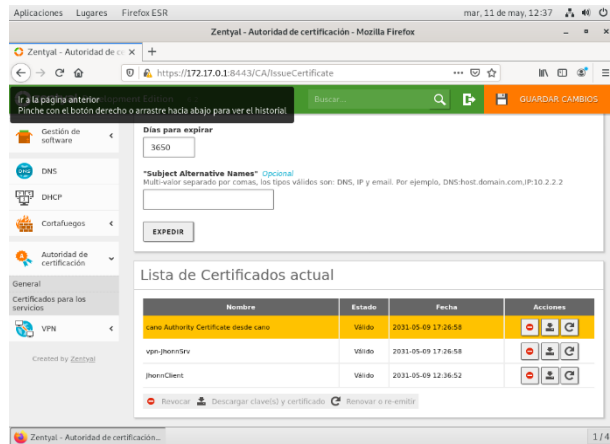 Aplicaciones Lugares Firefox ESR mar, 11 de may, 12:37
Zentyal - Autoridad de certificación - Mozilla Firefox
Zentyal - Autoridad de ce
https://172.17.0.1:8443/CA/IssueCertificate
Ir a la página anterior
Pinche con el botón derecho o arrastre hacia abajo para ver el historial
Buscar...
GUARDAR CAMBIOS
Gestión de
software
DNS
DHCP
Cortafuegos
Autoridad de
certificación
General
Certificados para los
servicios
VPN
Created by Zentyal
Días para expirar
3650
"Subject Alternative Names" Opcional
Multi-valor separado por comas, los tipos válidos son: DNS, IP y email. Por ejemplo, DNS:host.domain.com,IP:10.2.2.2
EXPEDIR
Lista de Certificados actual
Nombre Estado Fecha Acciones
cano Authority Certificate desde cano Válido 2031-05-09 17:26:58
vpn-JhonnSrv Válido 2031-05-09 17:26:58
JhonnClient Válido 2031-05-09 12:36:52
Revocar Descargar clave(s) y certificado Renovar o re-emitir
Zentyal - Autoridad de certificación...
1/4